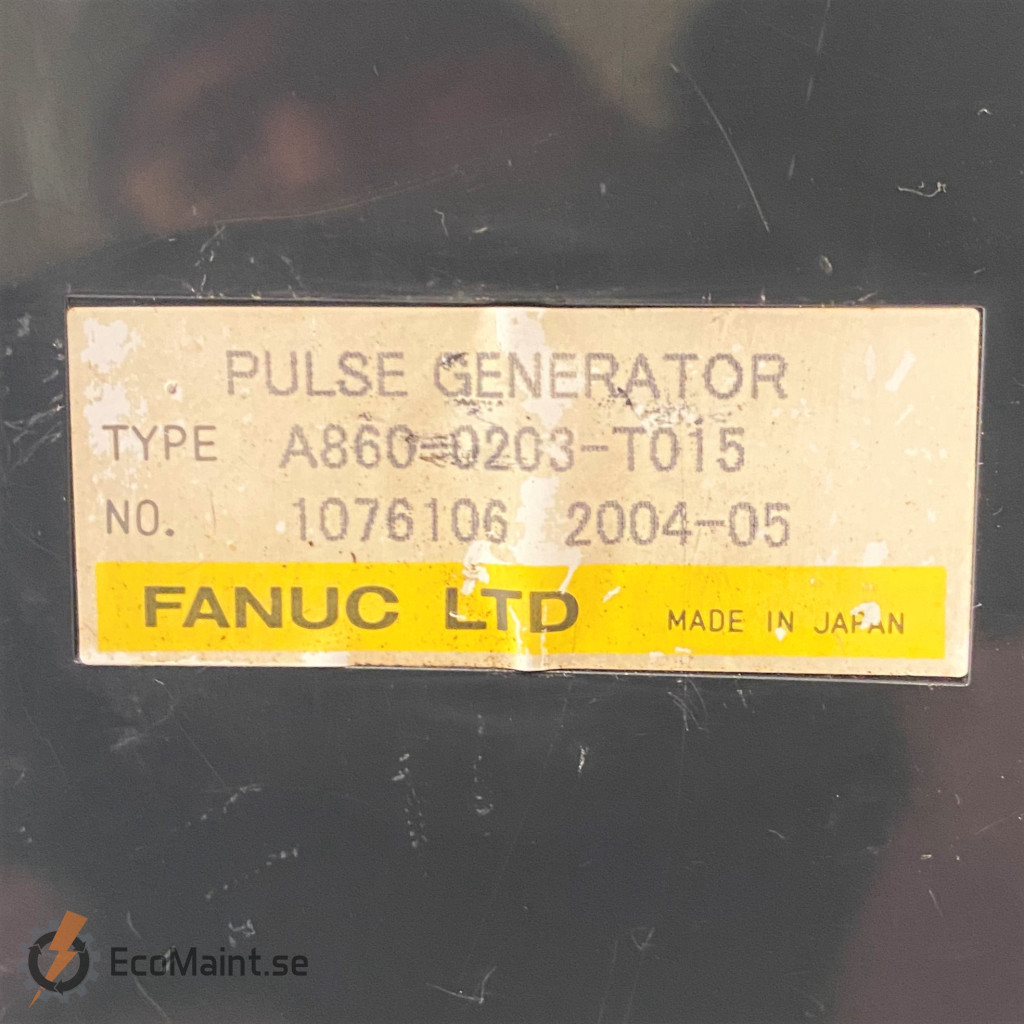 PULSE GENERATOR
TYPE A860-0203-T015
NO. 1076106 2004-05
FANUC LTD MADE IN JAPAN
EcoMaint.se